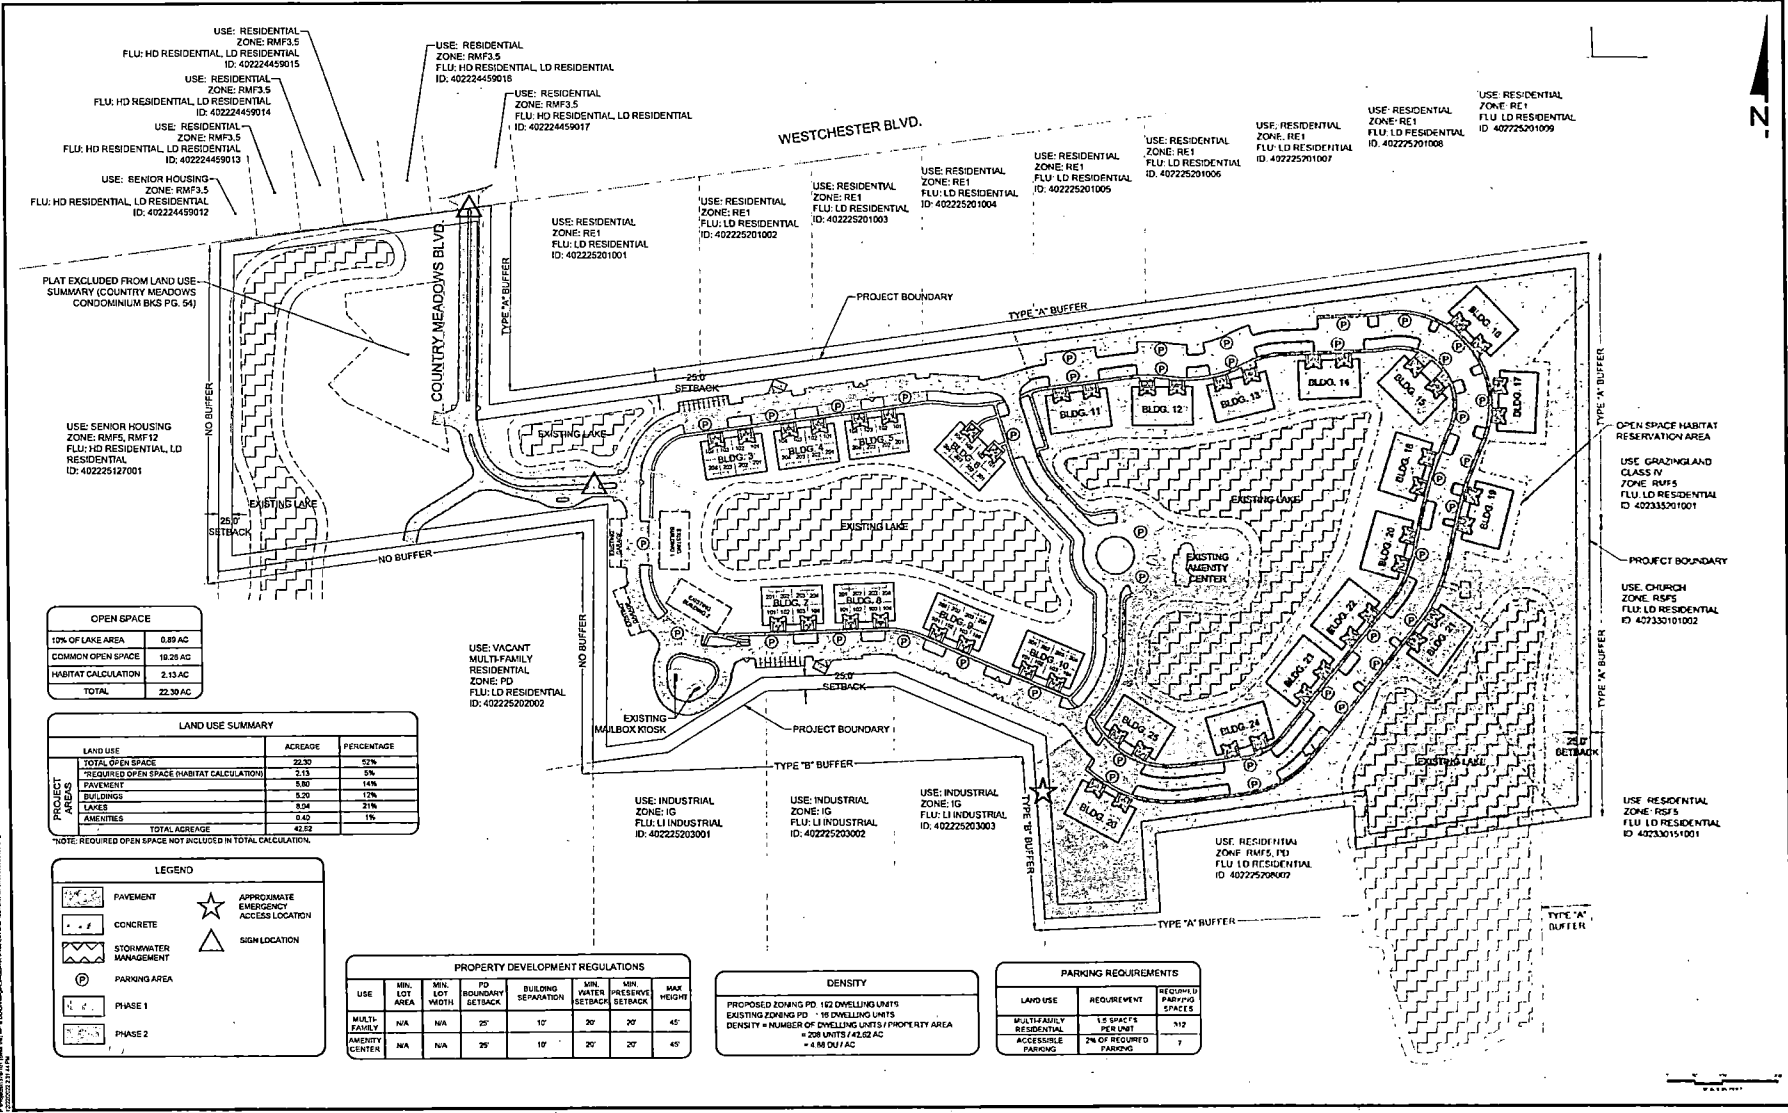 USE: RESIDENTIAL
ZONE: RMF3.5
FLU: HD RESIDENTIAL, LD RESIDENTIAL
ID: 402224459015
USE: RESIDENTIAL
ZONE: RMF3.5
FLU: HD RESIDENTIAL, LD RESIDENTIAL
ID: 402224459014
USE: RESIDENTIAL
ZONE: RMF3.5
FLU: HD RESIDENTIAL, LD RESIDENTIAL
ID: 402224459013
USE: SENIOR HOUSING
ZONE: RMF3.5
FLU: HD RESIDENTIAL, LD RESIDENTIAL
ID: 402224459012
USE: RESIDENTIAL
ZONE: RMF3.5
FLU: HD RESIDENTIAL, LD RESIDENTIAL
ID: 402224459016
USE: RESIDENTIAL
ZONE: RMF3.5
FLU: HD RESIDENTIAL, LD RESIDENTIAL
ID: 402224459017
WESTCHESTER BLVD.
USE: RESIDENTIAL
ZONE: RE1
FLU: LD RESIDENTIAL
ID: 402225201001
USE: RESIDENTIAL
ZONE: RE1
FLU: LD RESIDENTIAL
ID: 402225201002
USE: RESIDENTIAL
ZONE: RE1
FLU: LD RESIDENTIAL
ID: 402225201003
USE: RESIDENTIAL
ZONE: RE1
FLU: LD RESIDENTIAL
ID: 402225201004
USE: RESIDENTIAL
ZONE: RE1
FLU: LD RESIDENTIAL
ID: 402225201005
USE: RESIDENTIAL
ZONE: RE1
FLU: LD RESIDENTIAL
ID: 402225201006
USE: RESIDENTIAL
ZONE: RE1
FLU: LD RESIDENTIAL
ID: 402225201007
USE: RESIDENTIAL
ZONE: RE1
FLU: LD RESIDENTIAL
ID: 402225201008
USE: RESIDENTIAL
ZONE: RE1
FLU: LD RESIDENTIAL
ID: 402225201009
N
PLAT EXCLUDED FROM LAND USE
SUMMARY (COUNTRY MEADOWS
CONDOMINIUM BKS PG. 54)
COUNTRY MEADOWS BLVD.
TYPE "A" BUFFER
PROJECT BOUNDARY
TYPE "A" BUFFER
NO BUFFER
25.0'
SETBACK
USE: SENIOR HOUSING
ZONE: RMF5, RMF12
FLU: HD RESIDENTIAL, LD
RESIDENTIAL
ID: 402225127001
EXISTING LAKE
25.0'
SETBACK
NO BUFFER
EXISTING LAKE
BLDG. 3
BLDG. 4
BLDG. 5
BLDG. 6
BLDG. 11
BLDG. 12
BLDG. 13
BLDG. 14
BLDG. 15
BLDG. 16
BLDG. 17
BLDG. 18
BLDG. 19
BLDG. 20
BLDG. 21
BLDG. 22
BLDG. 23
BLDG. 24
BLDG. 25
EXISTING LAKE
EXISTING LAKE
EXISTING
AMENITY
CENTER
EXISTING
GARAGE
EXISTING
BUILDING 1
EXISTING
BUILDING 2
BLDG. 7
BLDG. 8
BLDG. 9
BLDG. 10
TYPE "A" BUFFER
OPEN SPACE HABITAT
RESERVATION AREA
USE: GRAZINGLAND
CLASS IV
ZONE: RMF5
FLU: LD RESIDENTIAL
ID: 402335201001
PROJECT BOUNDARY
USE: CHURCH
ZONE: RSF5
FLU: LD RESIDENTIAL
ID: 402330101002
TYPE "A" BUFFER
25.0'
SETBACK
EXISTING LAKE
USE: RESIDENTIAL
ZONE: RSF5
FLU: LD RESIDENTIAL
ID: 402330151001
NO BUFFER
USE: VACANT
MULTI-FAMILY
RESIDENTIAL
ZONE: PD
FLU: LD RESIDENTIAL
ID: 402225202002
EXISTING
MAILBOX KIOSK
25.0'
SETBACK
PROJECT BOUNDARY
TYPE "B" BUFFER
USE: INDUSTRIAL
ZONE: IG
FLU: LI INDUSTRIAL
ID: 402225203001
USE: INDUSTRIAL
ZONE: IG
FLU: LI INDUSTRIAL
ID: 402225203002
USE: INDUSTRIAL
ZONE: IG
FLU: LI INDUSTRIAL
ID: 402225203003
TYPE "B" BUFFER
USE: RESIDENTIAL
ZONE: RMF5, PD
FLU: LD RESIDENTIAL
TYPE "A" BUFFER
TYPE "A"
BUFFER
OPEN SPACE
10% OF LAKE AREA 0.89 AC
COMMON OPEN SPACE 19.26 AC
HABITAT CALCULATION 2.13 AC
TOTAL 22.30 AC
LAND USE SUMMARY
LAND USE ACREAGE PERCENTAGE
PROJECT AREAS
TOTAL OPEN SPACE 22.30 52%
*REQUIRED OPEN SPACE (HABITAT CALCULATION) 2.13 5%
PAVEMENT 5.80 14%
BUILDINGS 5.20 12%
LAKES 8.94 21%
AMENITIES 0.40 1%
TOTAL ACREAGE 42.62
*NOTE: REQUIRED OPEN SPACE NOT INCLUDED IN TOTAL CALCULATION.
LEGEND
PAVEMENT
CONCRETE
STORMWATER
MANAGEMENT
P PARKING AREA
PHASE 1
PHASE 2
APPROXIMATE
EMERGENCY
ACCESS LOCATION
SIGN LOCATION
PROPERTY DEVELOPMENT REGULATIONS
USE MIN. LOT AREA MIN. LOT WIDTH PD BOUNDARY SETBACK BUILDING SEPARATION MIN. WATER SETBACK MIN. PRESERVE SETBACK MAX HEIGHT
MULTI-FAMILY N/A N/A 25' 10' 20' 20' 45'
AMENITY CENTER N/A N/A 25' 10' 20' 20' 45'
DENSITY
PROPOSED ZONING PD: 192 DWELLING UNITS
EXISTING ZONING PD : 16 DWELLING UNITS
DENSITY = NUMBER OF DWELLING UNITS / PROPERTY AREA
= 208 UNITS / 42.62 AC
= 4.88 DU / AC
PARKING REQUIREMENTS
LAND USE REQUIREMENT REQUIRED PARKING SPACES
MULTI-FAMILY RESIDENTIAL 1.5 SPACES PER UNIT 312
ACCESSIBLE PARKING 2% OF REQUIRED PARKING 7